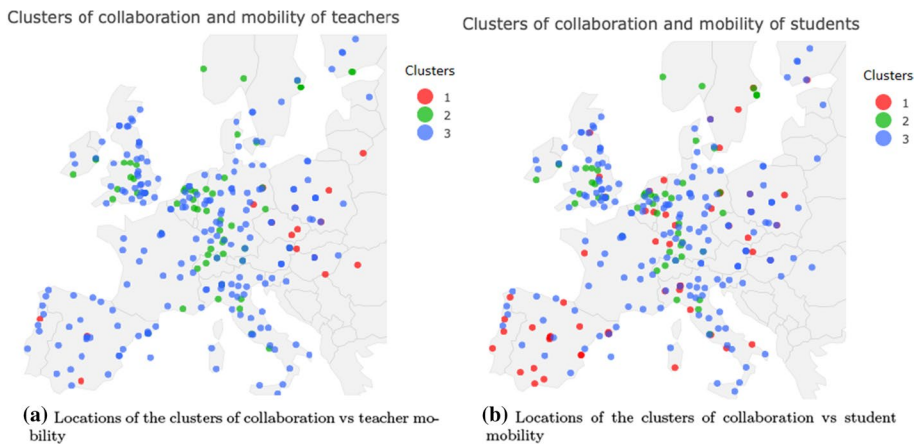 Clusters of collaboration and mobility of teachers
Clusters
1
2
3
(a) Locations of the clusters of collaboration vs teacher mo-
bility
Clusters of collaboration and mobility of students
Clusters
1
2
3
(b) Locations of the clusters of collaboration vs student
mobility